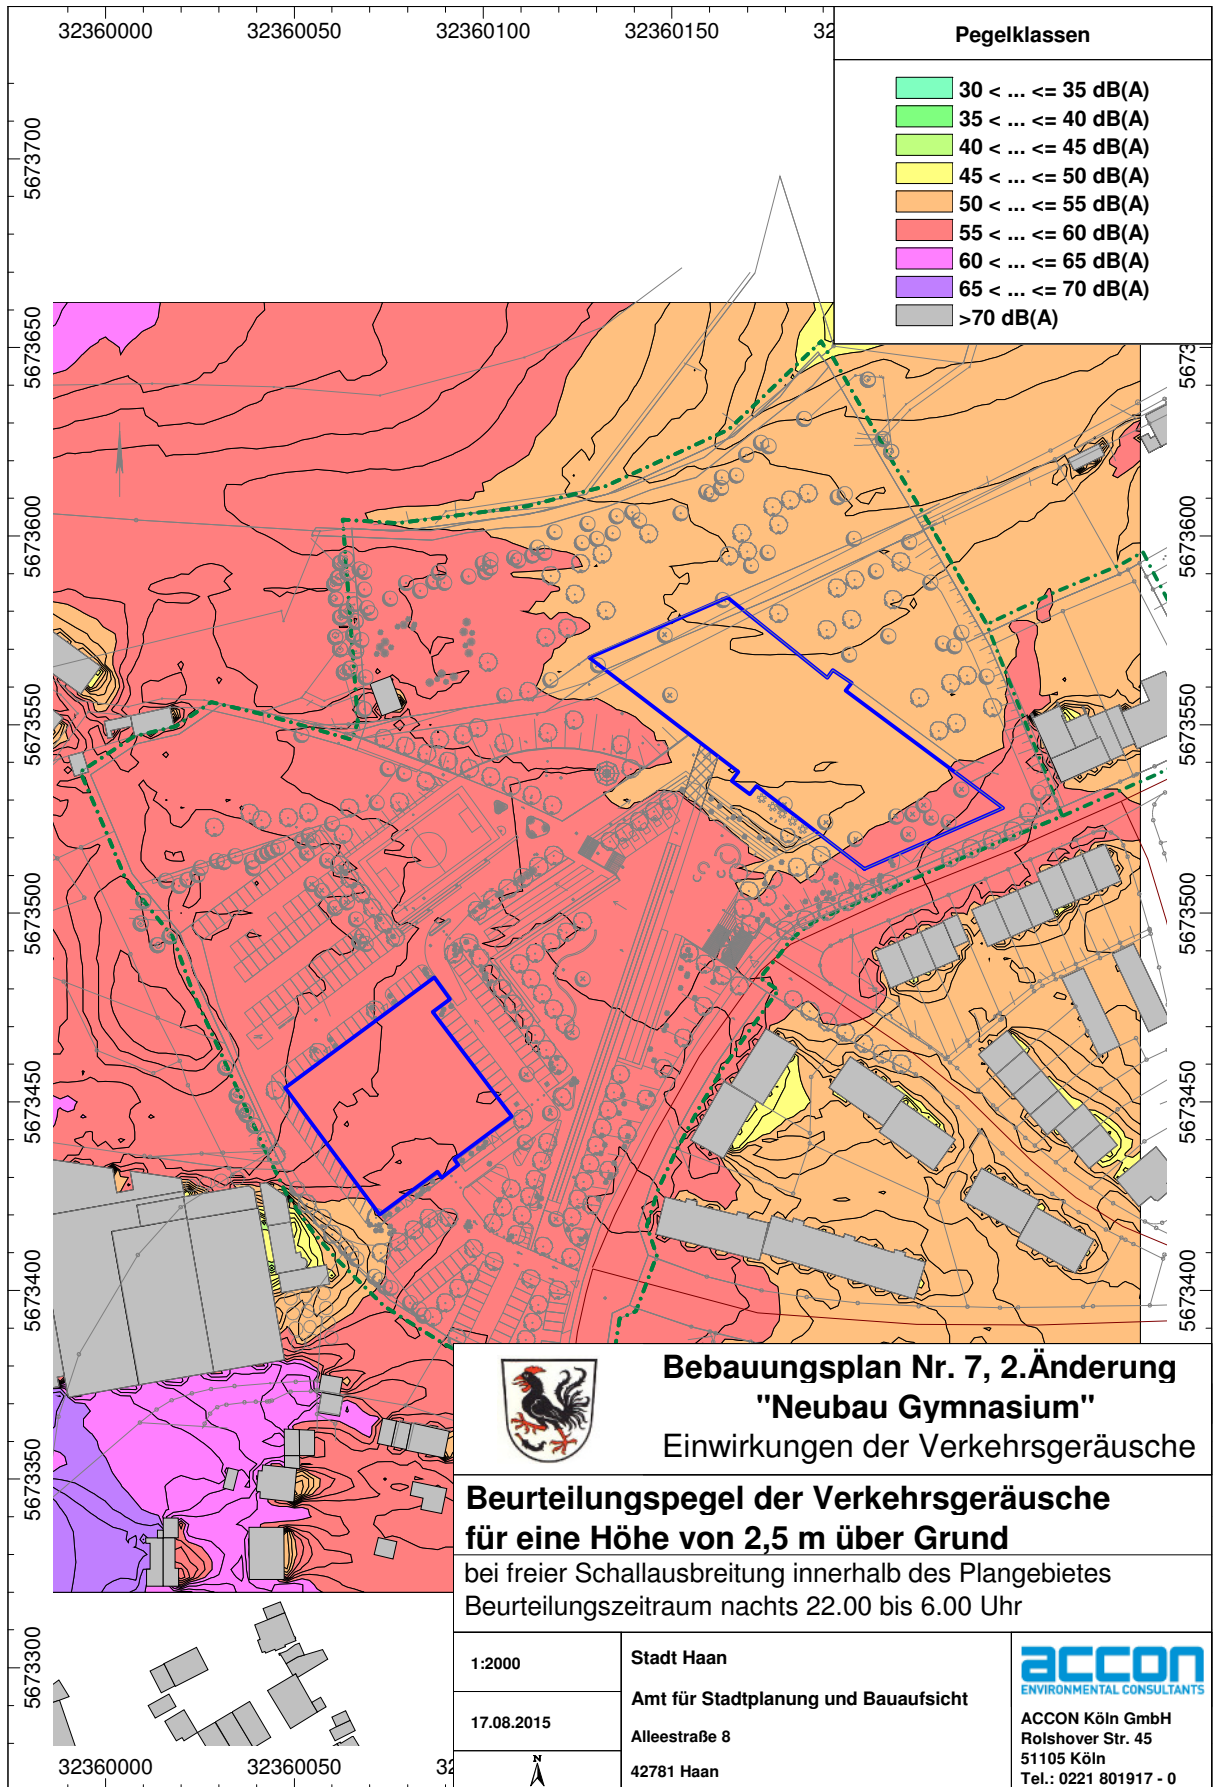 32360000 32360050 32360100 32360150 32
Pegelklassen
30 < ... <= 35 dB(A)
35 < ... <= 40 dB(A)
40 < ... <= 45 dB(A)
45 < ... <= 50 dB(A)
50 < ... <= 55 dB(A)
55 < ... <= 60 dB(A)
60 < ... <= 65 dB(A)
65 < ... <= 70 dB(A)
>70 dB(A)
5673700
5673650
5673600
5673550
5673500
5673450
5673400
5673350
5673300
5673
5673600
5673550
5673500
5673450
5673400
Bebauungsplan Nr. 7, 2.Änderung
"Neubau Gymnasium"
Einwirkungen der Verkehrsgeräusche
Beurteilungspegel der Verkehrsgeräusche
für eine Höhe von 2,5 m über Grund
bei freier Schallausbreitung innerhalb des Plangebietes
Beurteilungszeitraum nachts 22.00 bis 6.00 Uhr
1:2000
17.08.2015
N
Stadt Haan
Amt für Stadtplanung und Bauaufsicht
Alleestraße 8
42781 Haan
accon
ENVIRONMENTAL CONSULTANTS
ACCON Köln GmbH
Rolshover Str. 45
51105 Köln
Tel.: 0221 801917 - 0
32360000 32360050 32